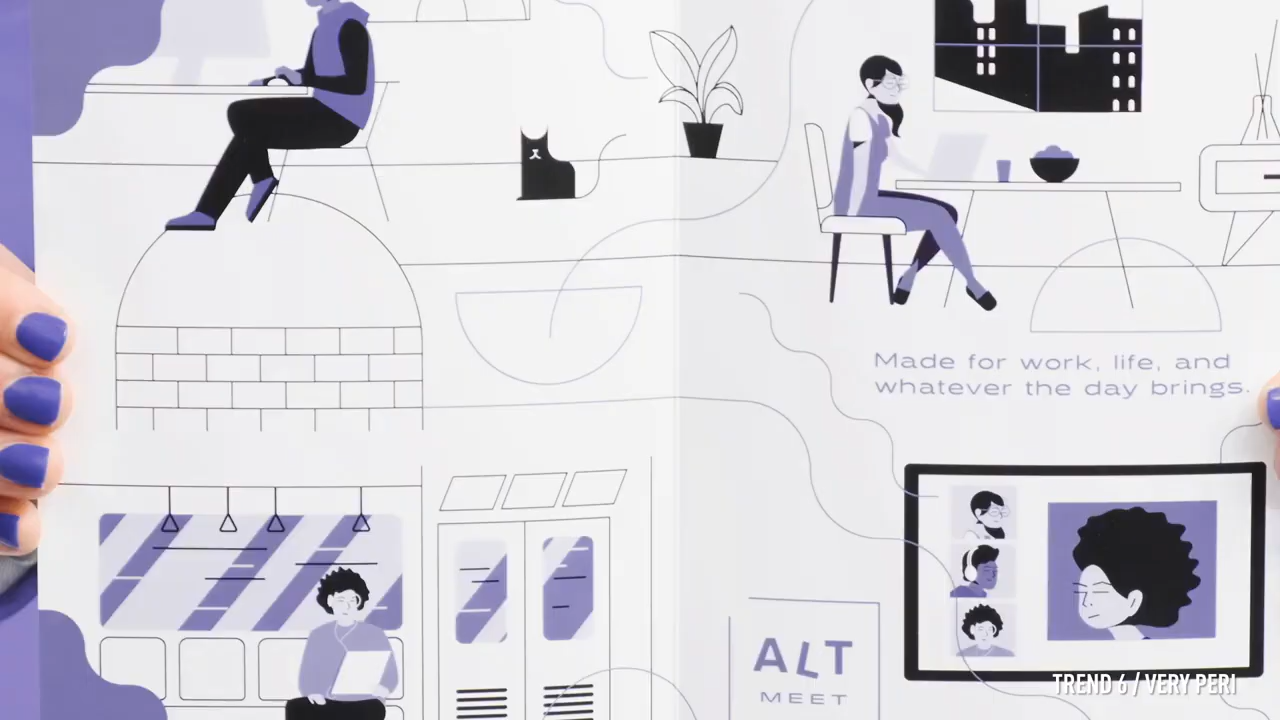 Made for work, life, and
whatever the day brings.
ALT
MEET
TREND 6 / VERY PERI